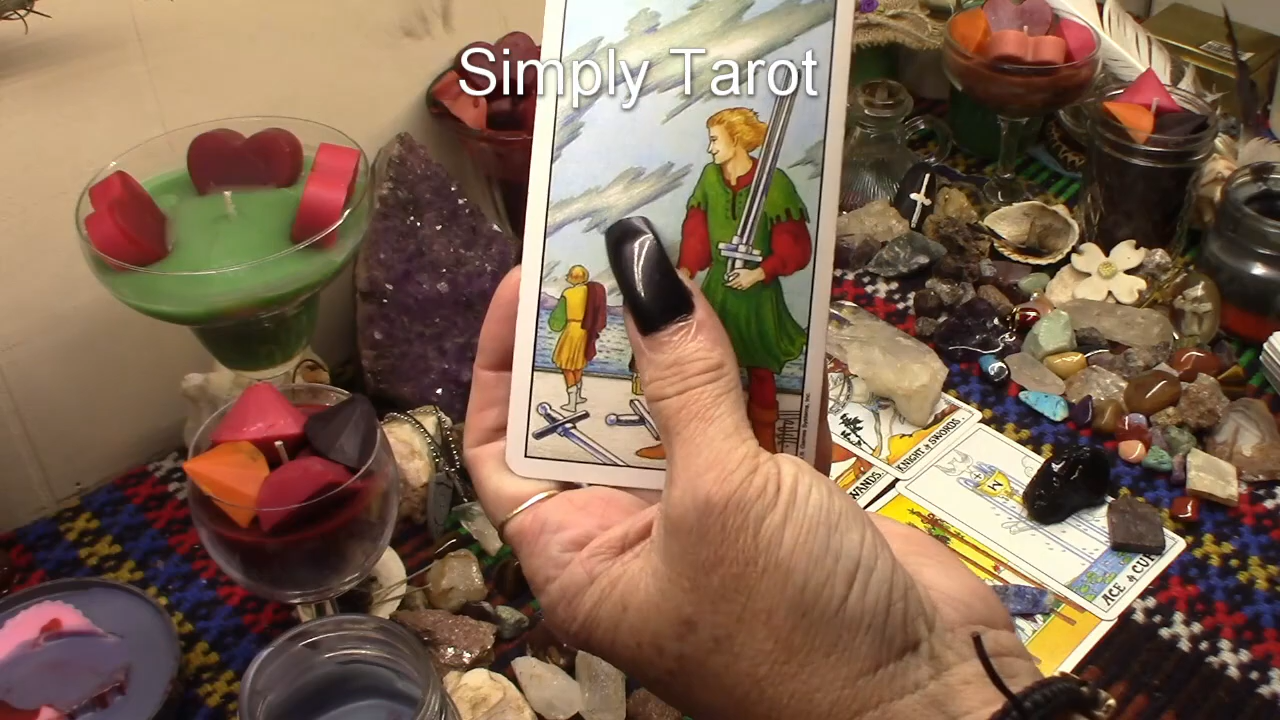 Simply Tarot
KNIGHT of SWORDS.
WANDS.
ACE of CUPS